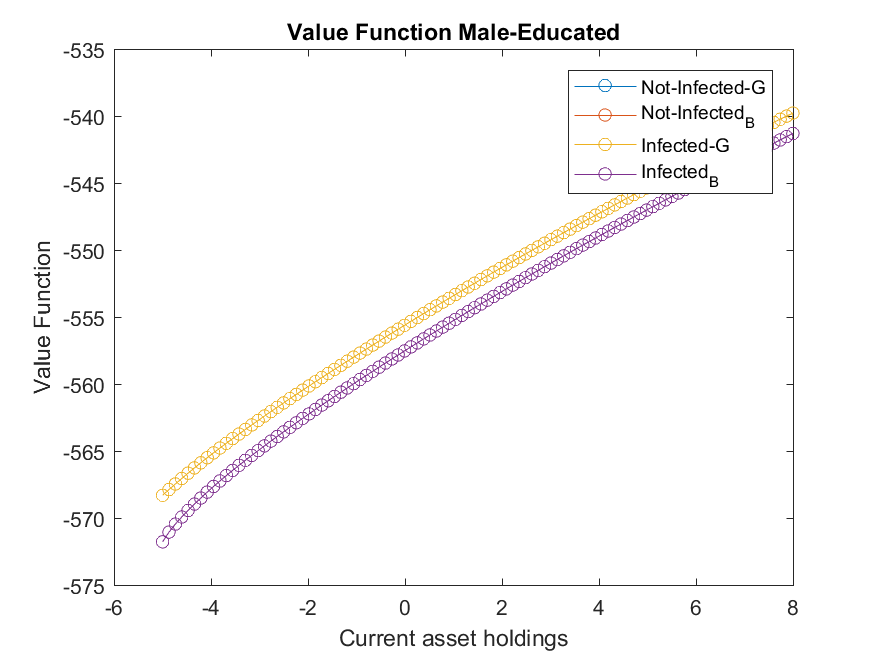 Value Function Male-Educated
-535
-540
-545
-550
-555
-560
-565
-570
-575
Value Function
Not-Infected-G
Not-Infected_B
Infected-G
Infected_B
-6 -4 -2 0 2 4 6 8
Current asset holdings